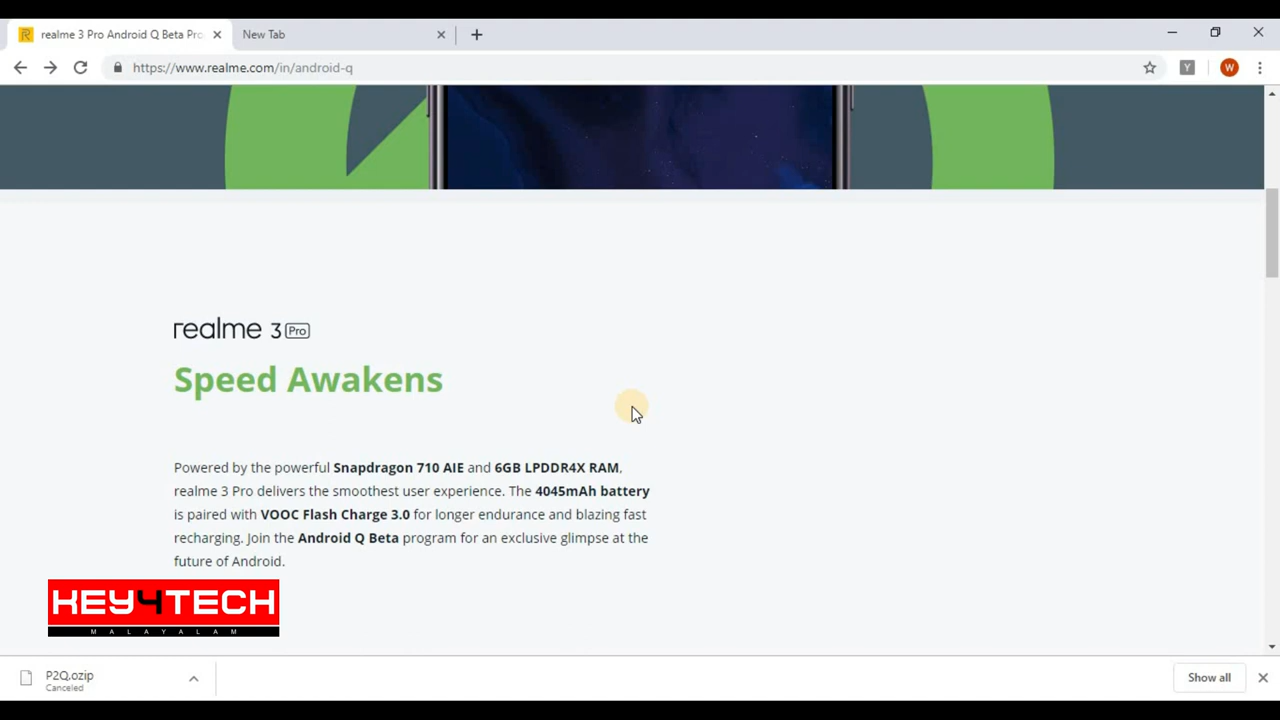 realme 3 Pro Android Q Beta Pro
New Tab
https://www.realme.com/in/android-q
Y
W
realme 3 Pro
Speed Awakens
Powered by the powerful Snapdragon 710 AIE and 6GB LPDDR4X RAM,
realme 3 Pro delivers the smoothest user experience. The 4045mAh battery
is paired with VOOC Flash Charge 3.0 for longer endurance and blazing fast
recharging. Join the Android Q Beta program for an exclusive glimpse at the
future of Android.
KEY4TECH
MALAYALAM
P2Q.ozip
Canceled
Show all